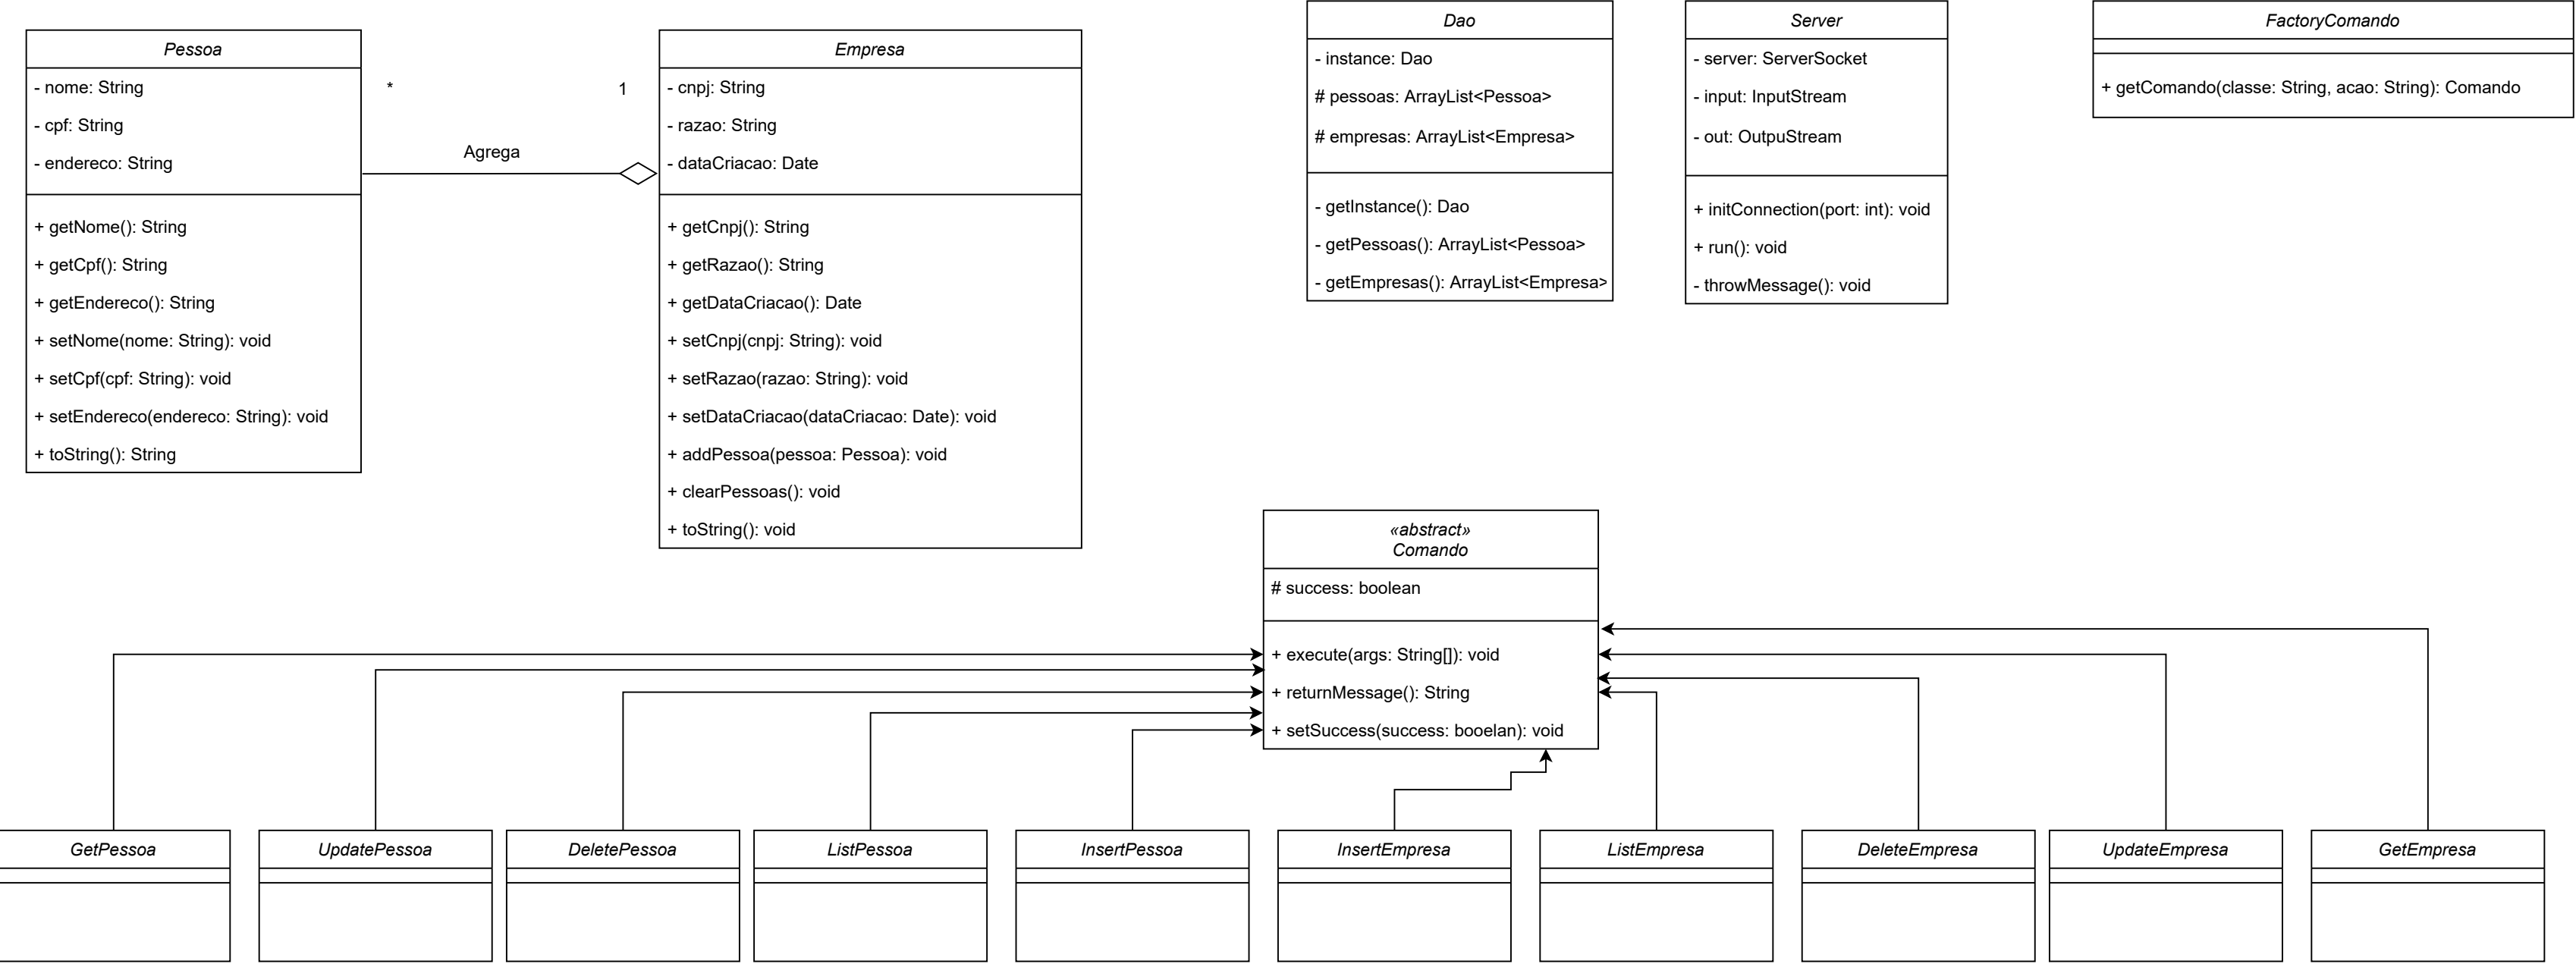 Pessoa
- nome: String
- cpf: String
- endereco: String
+ getNome(): String
+ getCpf(): String
+ getEndereco(): String
+ setNome(nome: String): void
+ setCpf(cpf: String): void
+ setEndereco(endereco: String): void
+ toString(): String
*
1
Agrega
Empresa
- cnpj: String
- razao: String
- dataCriacao: Date
+ getCnpj(): String
+ getRazao(): String
+ getDataCriacao(): Date
+ setCnpj(cnpj: String): void
+ setRazao(razao: String): void
+ setDataCriacao(dataCriacao: Date): void
+ addPessoa(pessoa: Pessoa): void
+ clearPessoas(): void
+ toString(): void
Dao
- instance: Dao
# pessoas: ArrayList<Pessoa>
# empresas: ArrayList<Empresa>
- getInstance(): Dao
- getPessoas(): ArrayList<Pessoa>
- getEmpresas(): ArrayList<Empresa>
Server
- server: ServerSocket
- input: InputStream
- out: OutpuStream
+ initConnection(port: int): void
+ run(): void
- throwMessage(): void
FactoryComando
+ getComando(classe: String, acao: String): Comando
«abstract»
Comando
# success: boolean
+ execute(args: String[]): void
+ returnMessage(): String
+ setSuccess(success: booelan): void
GetPessoa
UpdatePessoa
DeletePessoa
ListPessoa
InsertPessoa
InsertEmpresa
ListEmpresa
DeleteEmpresa
UpdateEmpresa
GetEmpresa